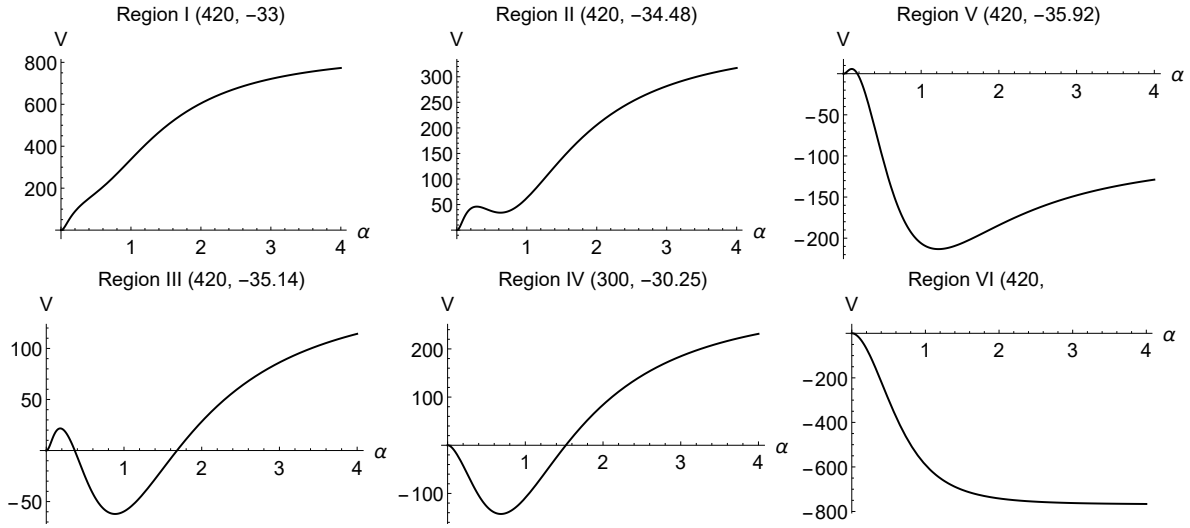 Region I (420, −33)
V
800
600
400
200
1 2 3 4
α
Region II (420, −34.48)
V
300
250
200
150
100
50
1 2 3 4
α
Region V (420, −35.92)
V
α
1 2 3 4
−50
−100
−150
−200
Region III (420, −35.14)
V
100
50
−50
1 2 3 4
α
Region IV (300, −30.25)
V
200
100
−100
1 2 3 4
α
Region VI (420,
V
α
1 2 3 4
−200
−400
−600
−800